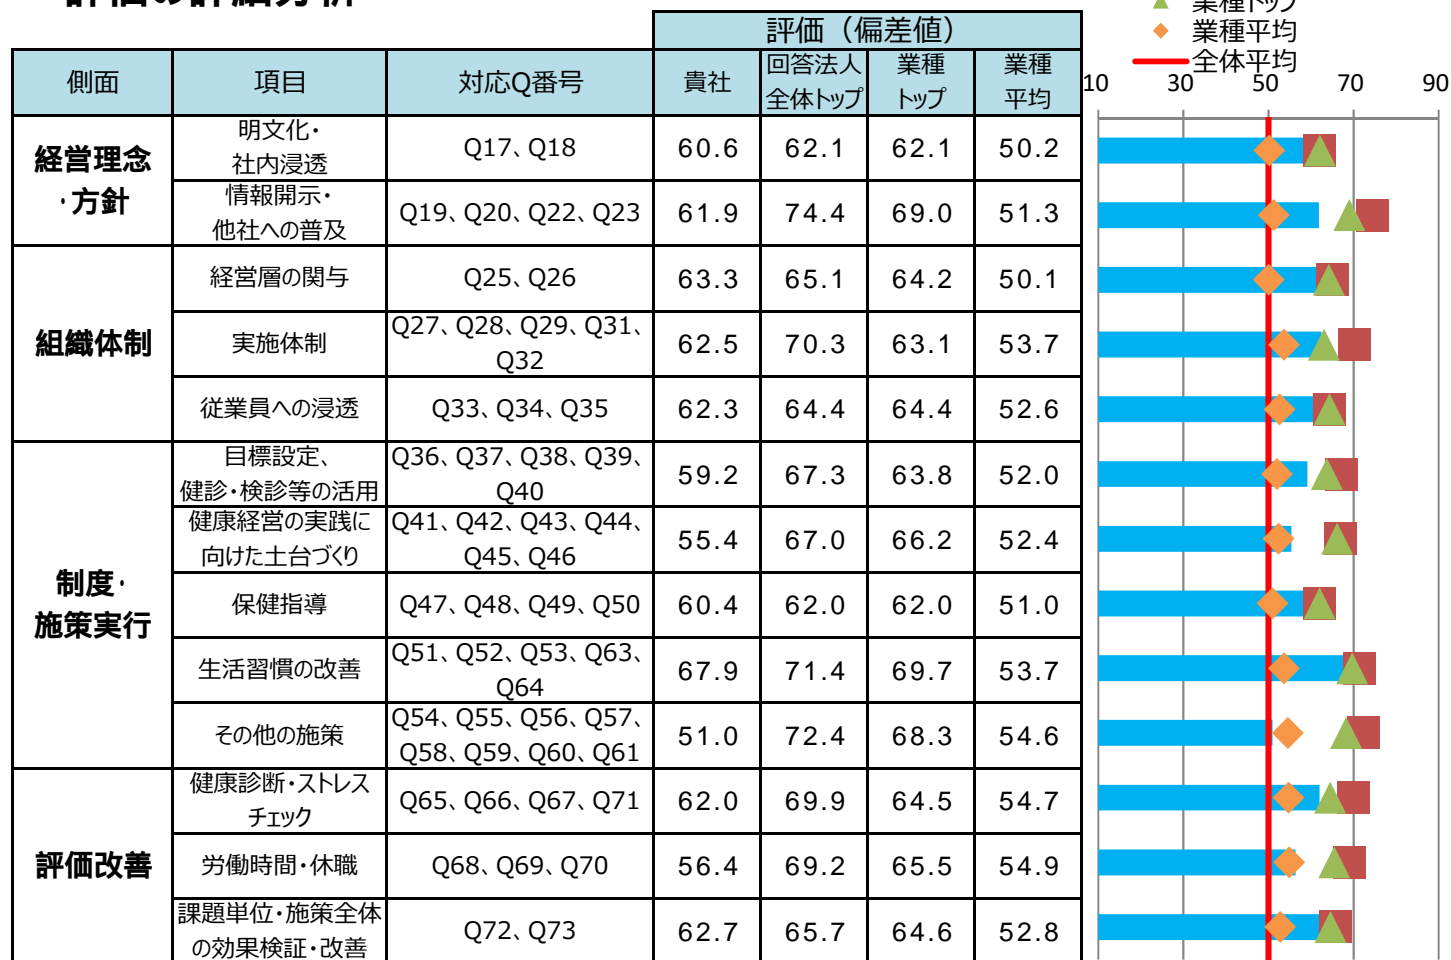 評価の詳細分析
業種トップ
業種平均
全体平均
評価（偏差値）
側面 項目 対応Q番号 貴社 回答法人全体トップ 業種トップ 業種平均
10 30 50 70 90
経営理念・方針
明文化・社内浸透 Q17、Q18 60.6 62.1 62.1 50.2
情報開示・他社への普及 Q19、Q20、Q22、Q23 61.9 74.4 69.0 51.3
組織体制
経営層の関与 Q25、Q26 63.3 65.1 64.2 50.1
実施体制 Q27、Q28、Q29、Q31、Q32 62.5 70.3 63.1 53.7
従業員への浸透 Q33、Q34、Q35 62.3 64.4 64.4 52.6
制度・施策実行
目標設定、健診・検診等の活用 Q36、Q37、Q38、Q39、Q40 59.2 67.3 63.8 52.0
健康経営の実践に向けた土台づくり Q41、Q42、Q43、Q44、Q45、Q46 55.4 67.0 66.2 52.4
保健指導 Q47、Q48、Q49、Q50 60.4 62.0 62.0 51.0
生活習慣の改善 Q51、Q52、Q53、Q63、Q64 67.9 71.4 69.7 53.7
その他の施策 Q54、Q55、Q56、Q57、Q58、Q59、Q60、Q61 51.0 72.4 68.3 54.6
評価改善
健康診断・ストレスチェック Q65、Q66、Q67、Q71 62.0 69.9 64.5 54.7
労働時間・休職 Q68、Q69、Q70 56.4 69.2 65.5 54.9
課題単位・施策全体の効果検証・改善 Q72、Q73 62.7 65.7 64.6 52.8